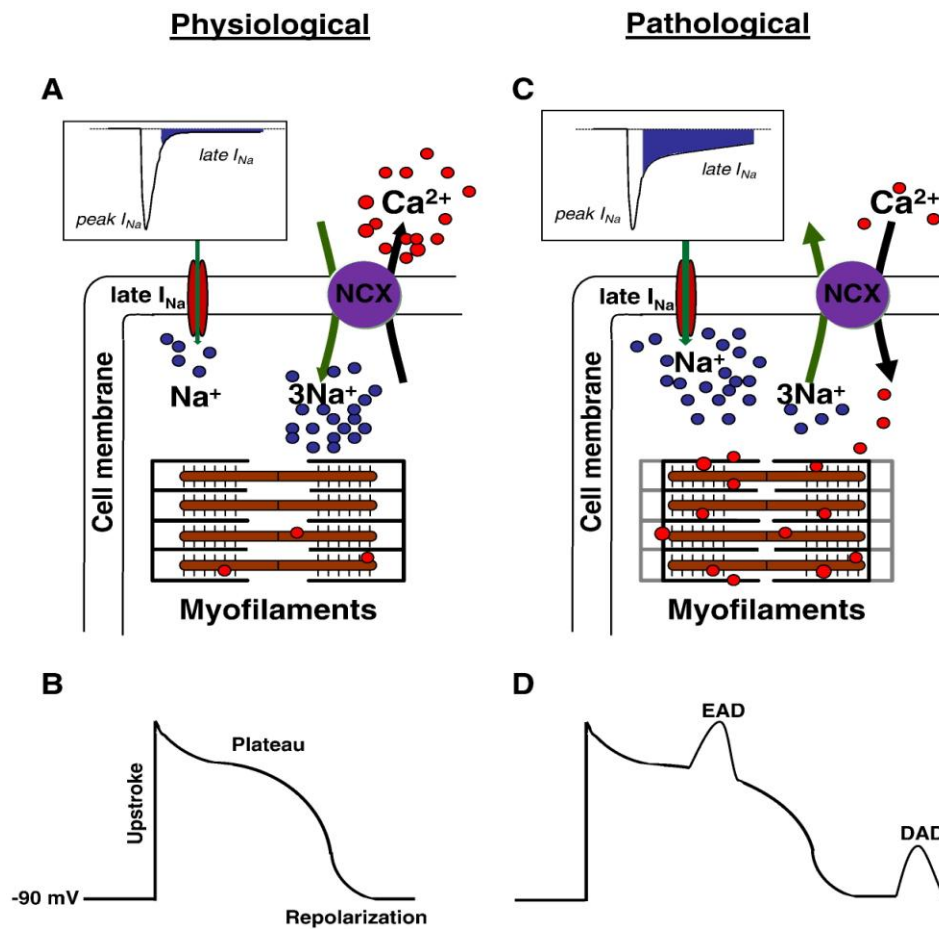 Physiological
Pathological
A
late I_Na
peak I_Na
Ca²⁺
late I_Na
NCX
Na⁺
3Na⁺
Cell membrane
Myofilaments
C
late I_Na
peak I_Na
Ca²⁺
late I_Na
NCX
Na⁺
3Na⁺
Cell membrane
Myofilaments
B
Plateau
Upstroke
-90 mV
Repolarization
D
EAD
DAD